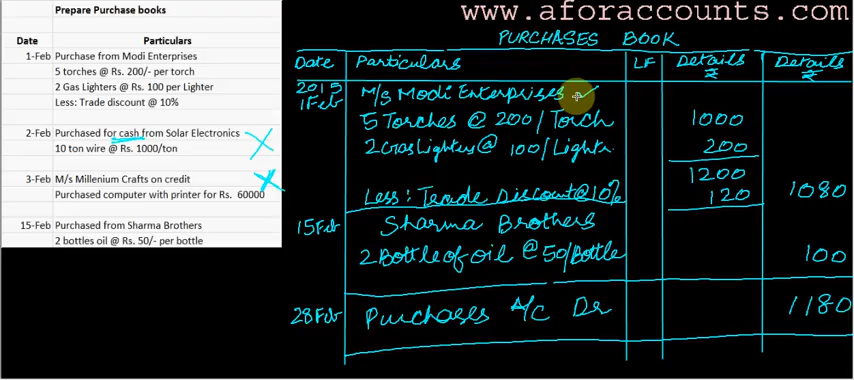 Prepare Purchase books
Date Particulars
1-Feb Purchase from Modi Enterprises
5 torches @ Rs. 200/- per torch
2 Gas Lighters @ Rs. 100 per Lighter
Less: Trade discount @ 10%
2-Feb Purchased for cash from Solar Electronics
10 ton wire @ Rs. 1000/ton
3-Feb M/s Millenium Crafts on credit
Purchased computer with printer for Rs. 60000
15-Feb Purchased from Sharma Brothers
2 bottles oil @ Rs. 50/- per bottle
www.aforaccounts.com
PURCHASES BOOK
Date Particulars LF Details ₹ Details ₹
2015
1Feb M/s Modi Enterprises
5 Torches @ 200/Torch 1000
2 Gas Lighters @ 100/Lightr 200
1200
Less: Trade Discount @10% 120 1080
15Feb Sharma Brothers
2 Bottle of oil @ 50/Bottle 100
28Feb Purchases A/C Dr 1180